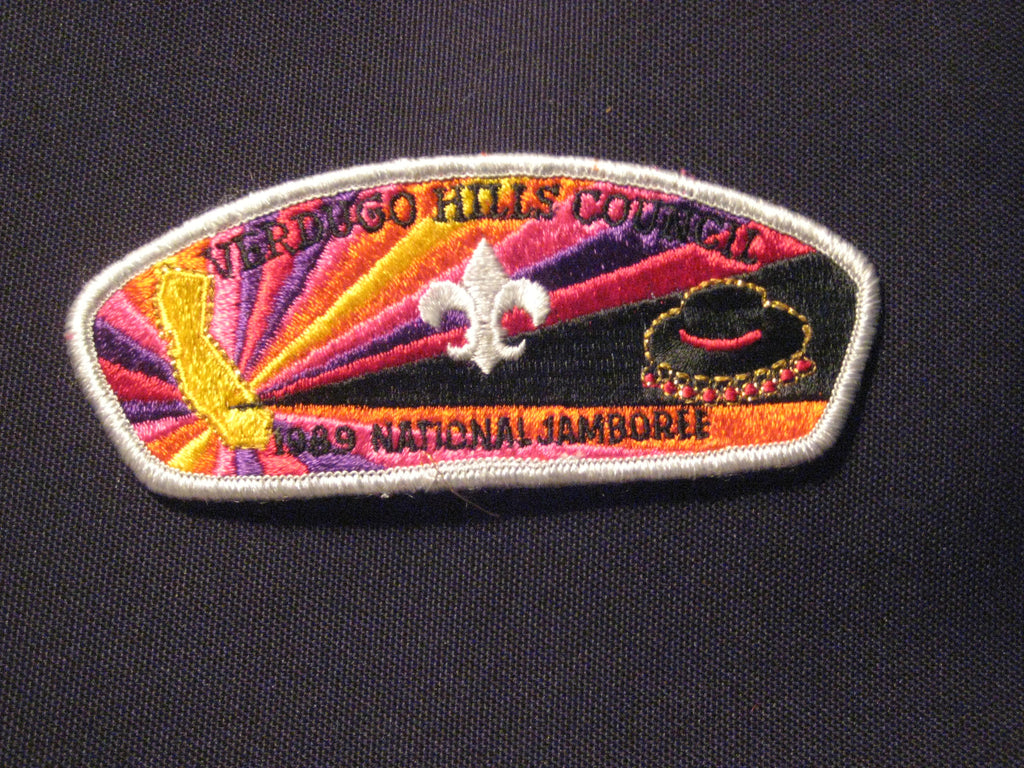 VERDUGO HILLS COUNCIL
1989 NATIONAL JAMBOREE